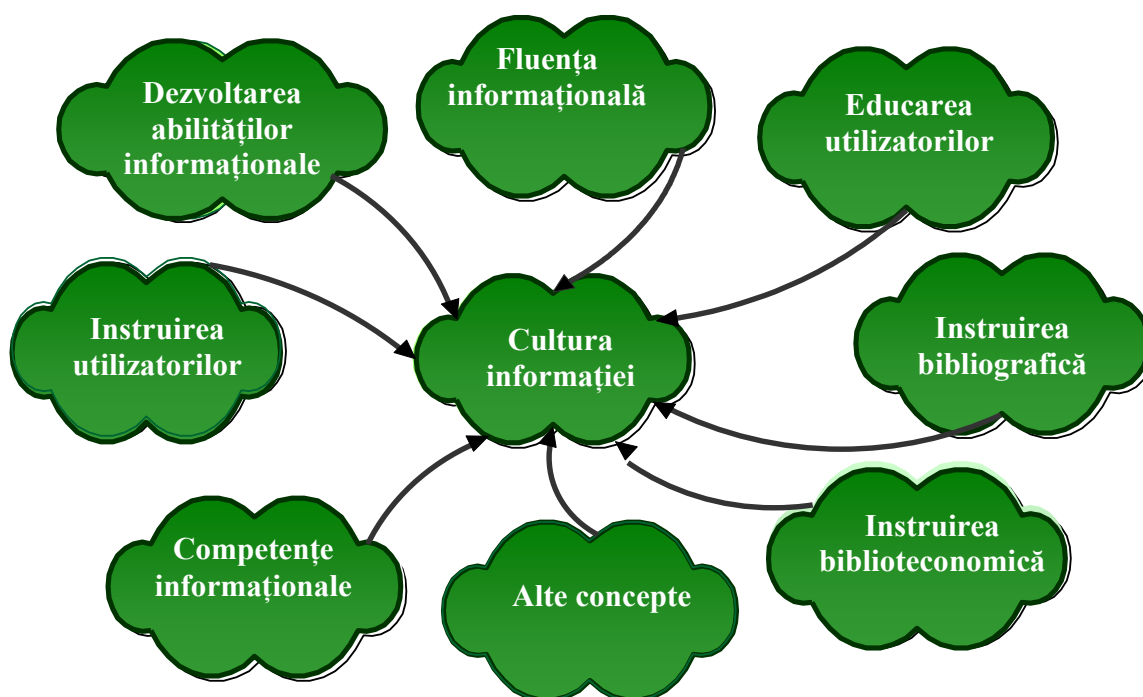 Dezvoltarea
abilităților
informaționale
Fluența
informațională
Educarea
utilizatorilor
Instruirea
utilizatorilor
Cultura
informației
Instruirea
bibliografică
Competențe
informaționale
Alte concepte
Instruirea
biblioteconomică